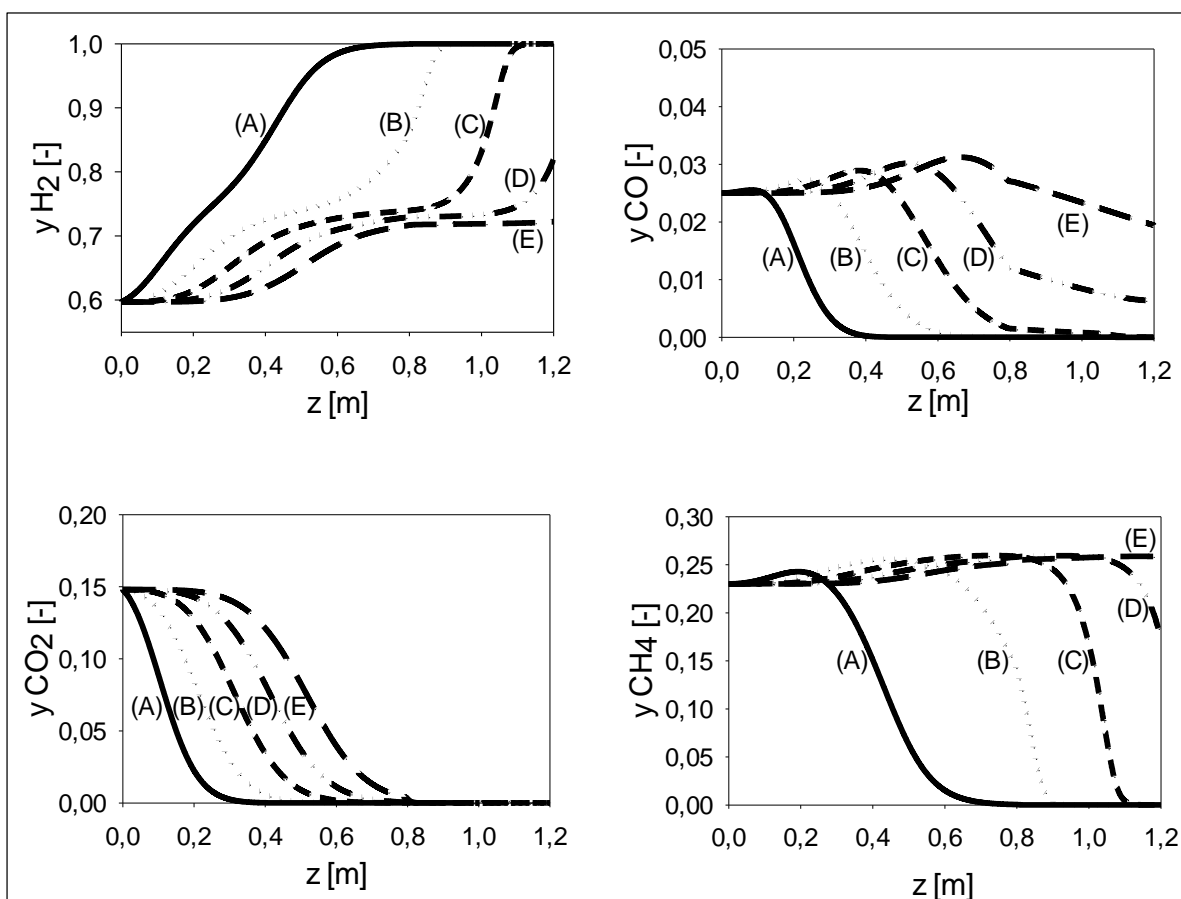 y H2 [-]
1,0
0,9
0,8
0,7
0,6
(A)
(B)
(C)
(D)
(E)
0,0 0,2 0,4 0,6 0,8 1,0 1,2
z [m]
y CO [-]
0,05
0,04
0,03
0,02
0,01
0,00
(A)
(B)
(C)
(D)
(E)
0,0 0,2 0,4 0,6 0,8 1,0 1,2
z [m]
y CO2 [-]
0,20
0,15
0,10
0,05
0,00
(A) (B) (C) (D) (E)
0,0 0,2 0,4 0,6 0,8 1,0 1,2
z [m]
y CH4 [-]
0,30
0,25
0,20
0,15
0,10
0,05
0,00
(A)
(B)
(C)
(D)
(E)
0,0 0,2 0,4 0,6 0,8 1,0 1,2
z [m]